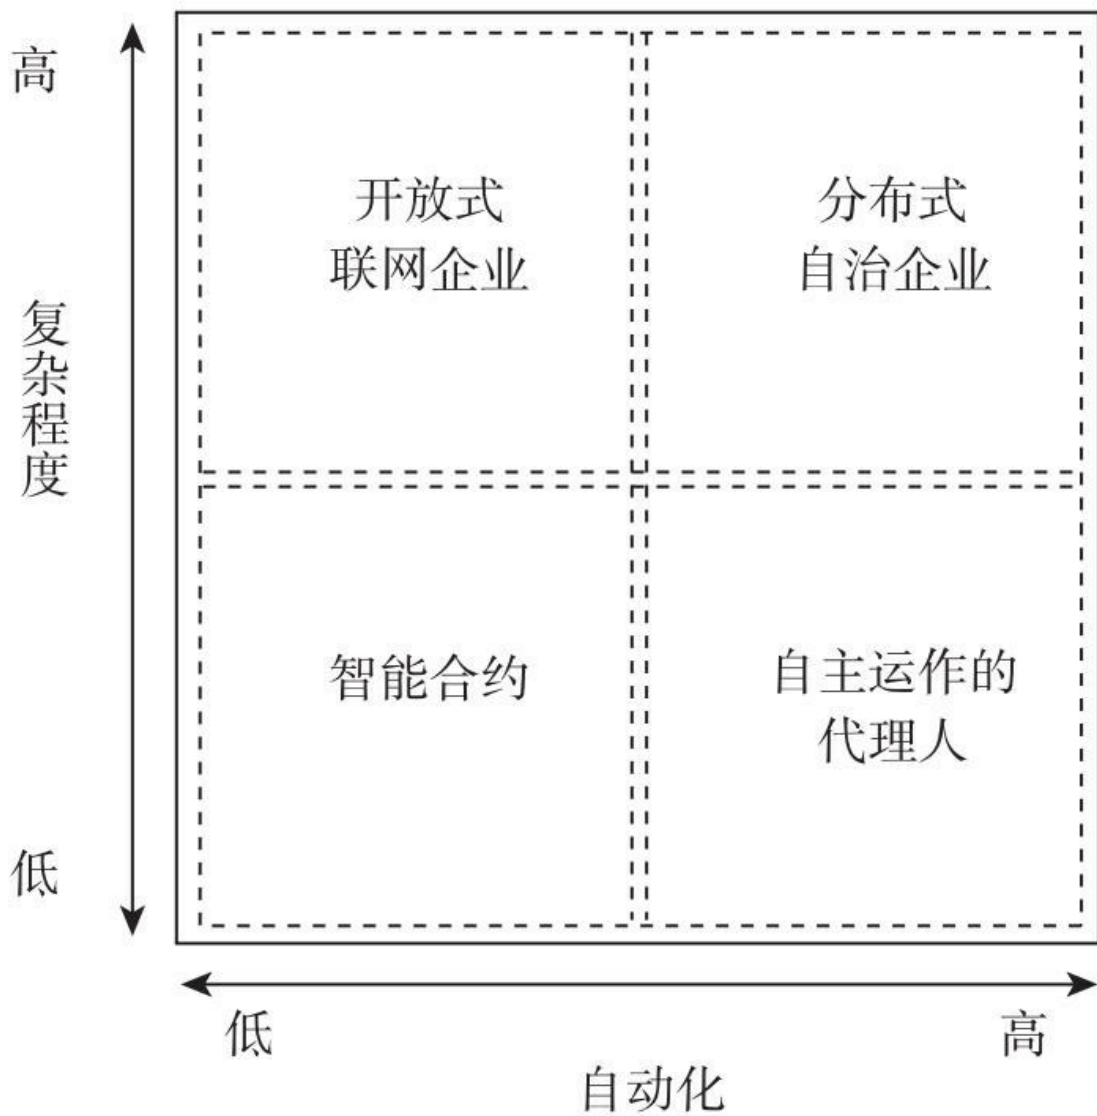 高
开放式
联网企业
分布式
自治企业
复杂程度
智能合约
自主运作的
代理人
低
低
高
自动化